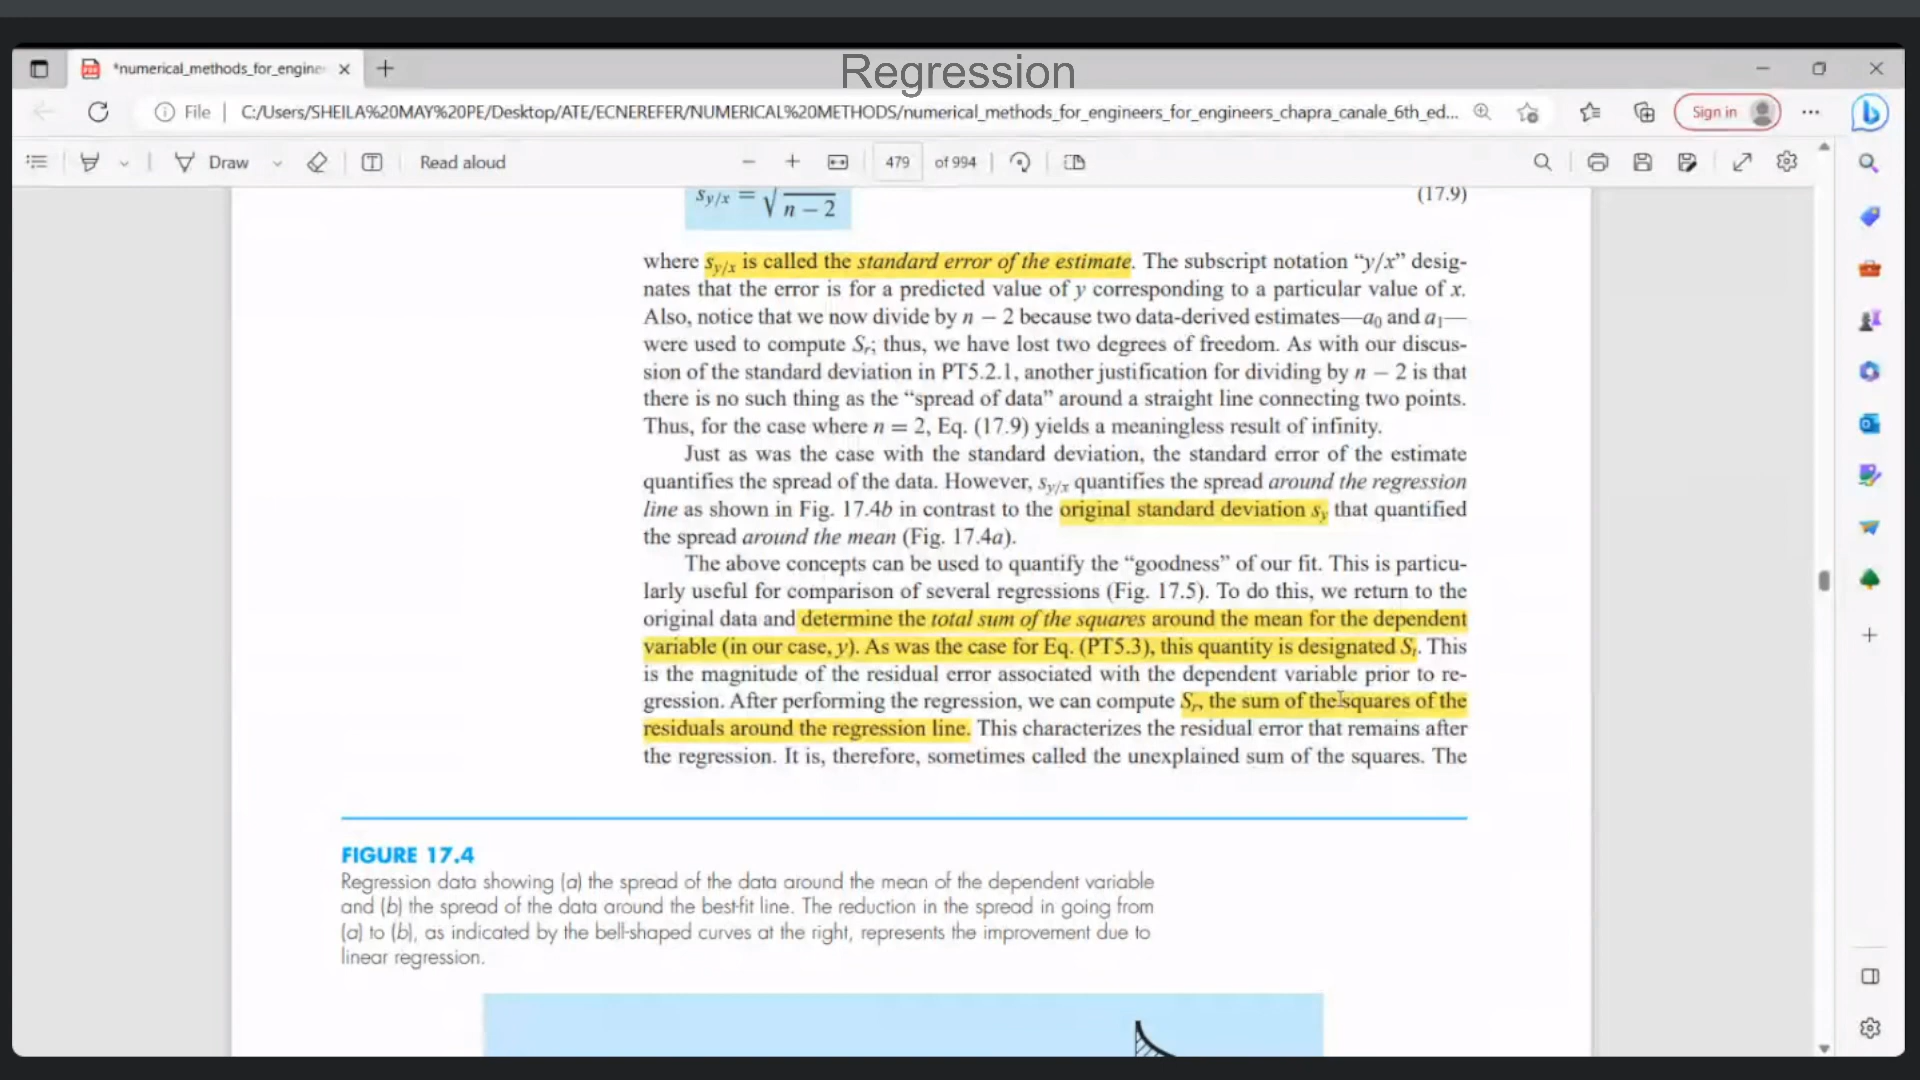 Regression
*numerical_methods_for_engine
File
C:/Users/SHEILA%20MAY%20PE/Desktop/ATE/ECNEREFER/NUMERICAL%20METHODS/numerical_methods_for_engineers_for_engineers_chapra_canale_6th_ed...
Sign in
Draw
Read aloud
479 of 994
s_y/x = √ n − 2
(17.9)
where s_y/x is called the standard error of the estimate. The subscript notation “y/x” desig-
nates that the error is for a predicted value of y corresponding to a particular value of x.
Also, notice that we now divide by n − 2 because two data-derived estimates—a₀ and a₁—
were used to compute Sᵣ; thus, we have lost two degrees of freedom. As with our discus-
sion of the standard deviation in PT5.2.1, another justification for dividing by n − 2 is that
there is no such thing as the “spread of data” around a straight line connecting two points.
Thus, for the case where n = 2, Eq. (17.9) yields a meaningless result of infinity.
Just as was the case with the standard deviation, the standard error of the estimate
quantifies the spread of the data. However, s_y/x quantifies the spread around the regression
line as shown in Fig. 17.4b in contrast to the original standard deviation s_y that quantified
the spread around the mean (Fig. 17.4a).
The above concepts can be used to quantify the “goodness” of our fit. This is particu-
larly useful for comparison of several regressions (Fig. 17.5). To do this, we return to the
original data and determine the total sum of the squares around the mean for the dependent
variable (in our case, y). As was the case for Eq. (PT5.3), this quantity is designated Sₜ. This
is the magnitude of the residual error associated with the dependent variable prior to re-
gression. After performing the regression, we can compute Sᵣ, the sum of the squares of the
residuals around the regression line. This characterizes the residual error that remains after
the regression. It is, therefore, sometimes called the unexplained sum of the squares. The
FIGURE 17.4
Regression data showing (a) the spread of the data around the mean of the dependent variable
and (b) the spread of the data around the best-fit line. The reduction in the spread in going from
(a) to (b), as indicated by the bell-shaped curves at the right, represents the improvement due to
linear regression.